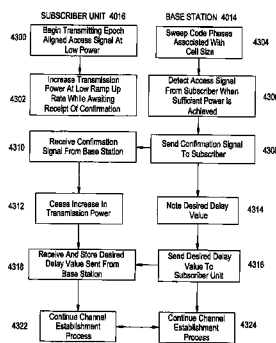 SUBSCRIBER UNIT 4016
BASE STATION 4014
4300
Begin Transmitting Epoch
Aligned Access Signal At
Low Power
Sweep Code Phases
Associated With
Cell Size
4304
4302
Increase Transmission
Power At Low Ramp Up
Rate While Awaiting
Receipt Of Confirmation
Detect Access Signal
From Subscriber When
Sufficient Power Is
Achieved
4306
4310
Receive Confirmation
Signal From Base Station
Send Confirmation Signal
To Subscriber
4308
4312
Cease Increase In
Transmission Power
Note Desired Delay
Value
4314
4318
Receive And Store Desired
Delay Value Sent From
Base Station
Send Desired Delay
Value To
Subscriber Unit
4316
4322
Continue Channel
Establishment
Process
Continue Channel
Establishment
Process
4324